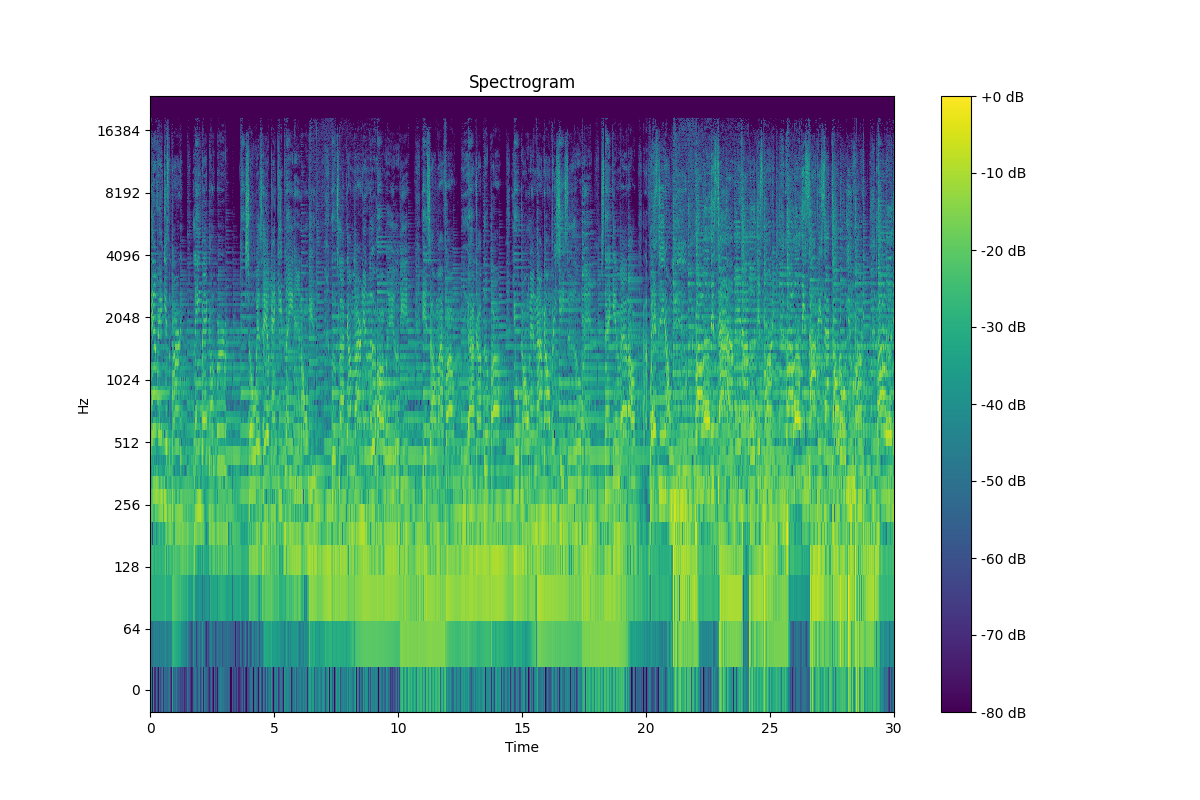 Spectrogram
+0 dB
16384
-10 dB
8192
-20 dB
4096
-30 dB
2048
1024
-40 dB
Hz
512
-50 dB
256
-60 dB
128
64
-70 dB
0
-80 dB
0 5 10 15 20 25 30
Time